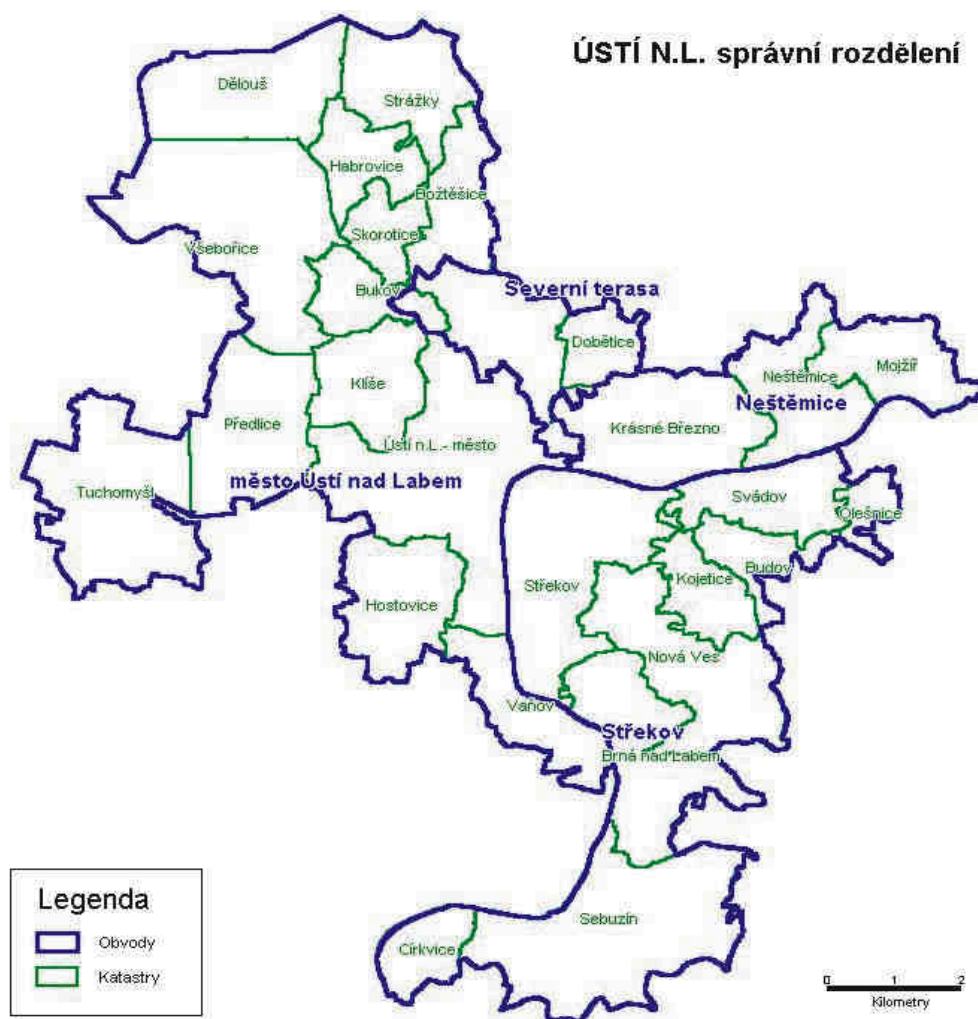 ÚSTÍ N.L. správní rozdělení
Dělouš
Strážky
Habrovice
Božtěšice
Skorotice
Všebořice
Bukov
Severní terasa
Dobětice
Neštěmice
Mojžíř
Klíše
Neštěmice
Předlice
Krásné Březno
Ústí n.L.- město
město Ústí nad Labem
Tuchomyšl
Svádov
Olešnice
Budov
Střekov
Kojetice
Hostovice
Nová Ves
Vaňov
Střekov
Brná nad Labem
Sebuzín
Církvice
Legenda
Obvody
Katastry
0 1 2
Kilometry